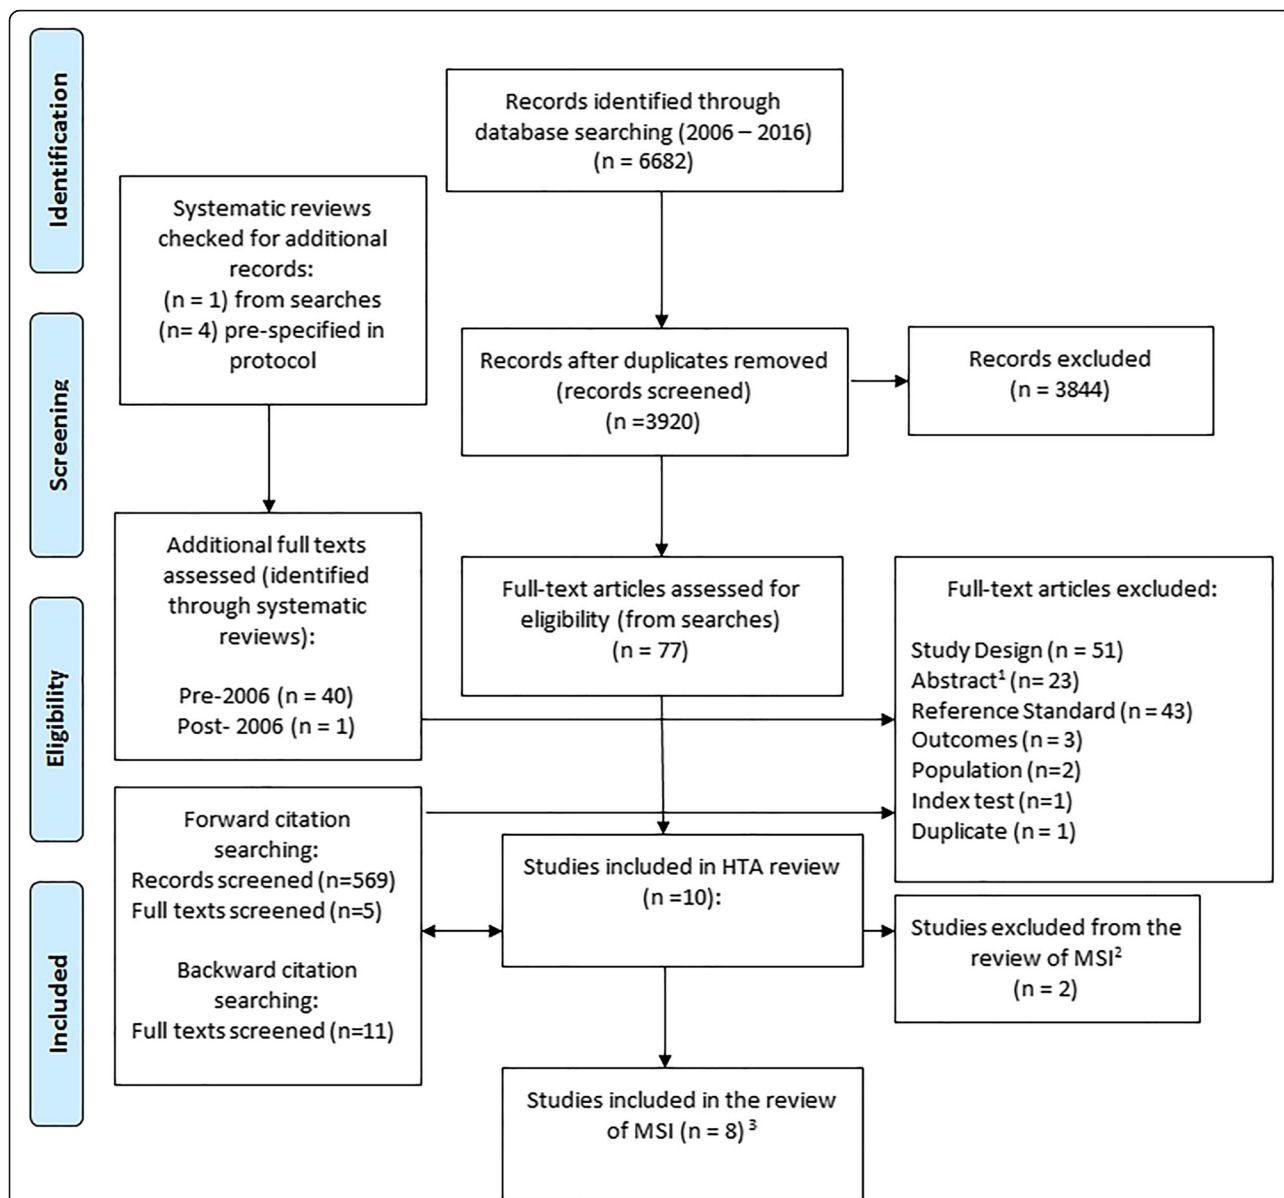 Identification
Records identified through
database searching (2006 – 2016)
(n = 6682)
Systematic reviews
checked for additional
records:
(n = 1) from searches
(n= 4) pre-specified in
protocol
Screening
Records after duplicates removed
(records screened)
(n =3920)
Records excluded
(n = 3844)
Additional full texts
assessed (identified
through systematic
reviews):
Pre-2006 (n = 40)
Post- 2006 (n = 1)
Full-text articles assessed for
eligibility (from searches)
(n = 77)
Full-text articles excluded:
Study Design (n = 51)
Abstract¹ (n= 23)
Reference Standard (n = 43)
Outcomes (n = 3)
Population (n=2)
Index test (n=1)
Duplicate (n = 1)
Eligibility
Forward citation
searching:
Records screened (n=569)
Full texts screened (n=5)
Backward citation
searching:
Full texts screened (n=11)
Studies included in HTA review
(n =10):
Studies excluded from the
review of MSI²
(n = 2)
Included
Studies included in the review
of MSI (n = 8) ³